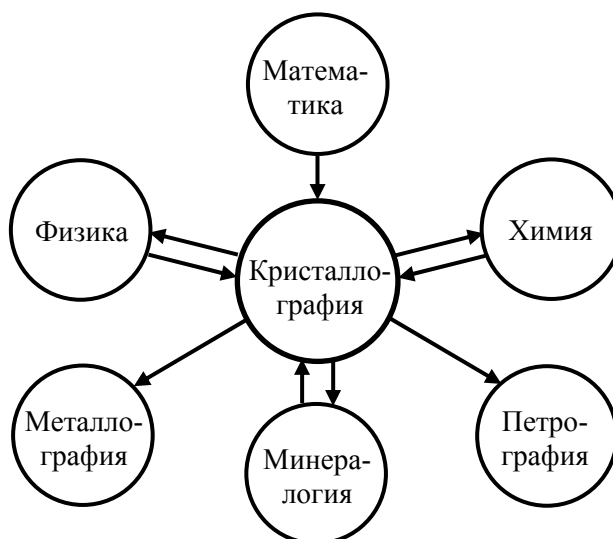 Матема-
тика
Физика
Химия
Кристалло-
графия
Металло-
графия
Минера-
логия
Петро-
графия